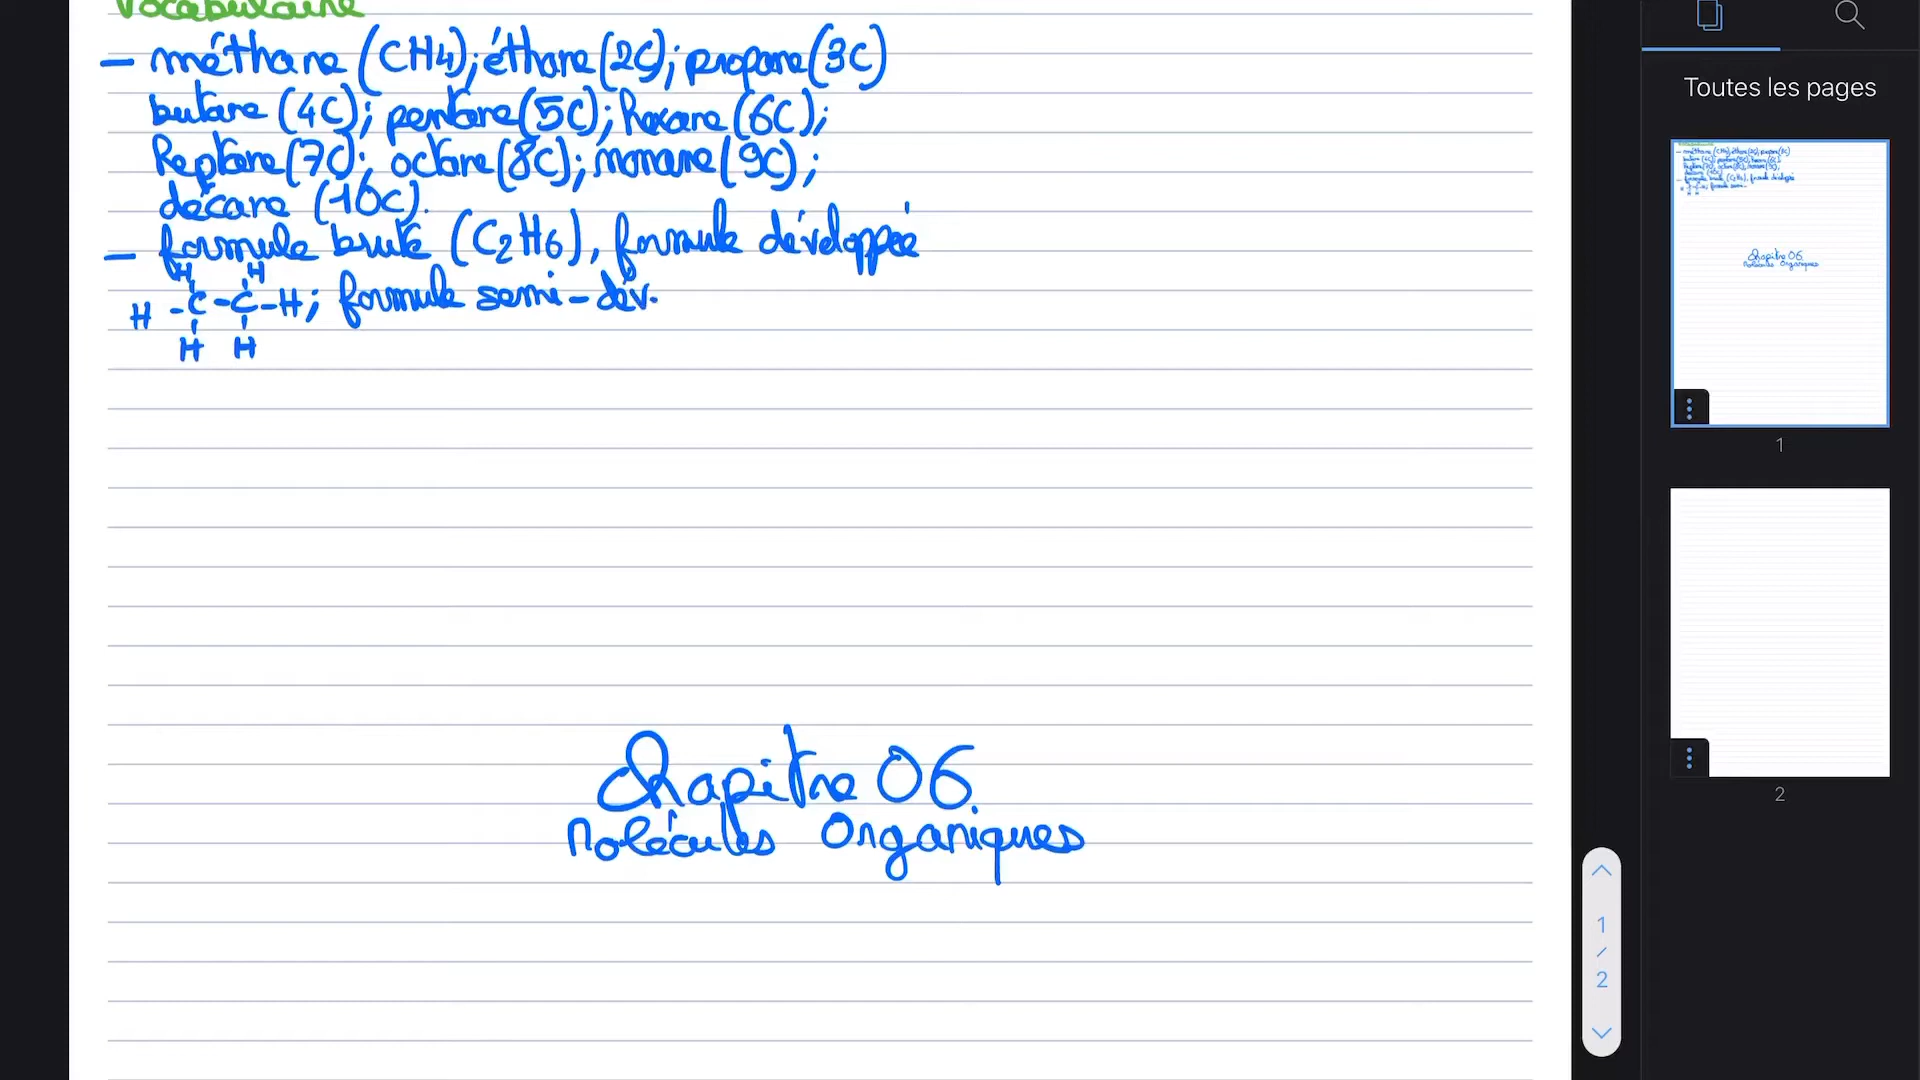 Vocabulaire
- méthane (CH4); éthane (2C); propane (3C)
butane (4C); pentane (5C); hexane (6C);
heptane (7C); octane (8C); nonane (9C);
décane (10C).
- formule brute (C2H6), formule développée
H H
H - C - C - H; formule semi-dév.
H H
Chapitre 06
Molécules Organiques
Toutes les pages
1
2
1
/
2